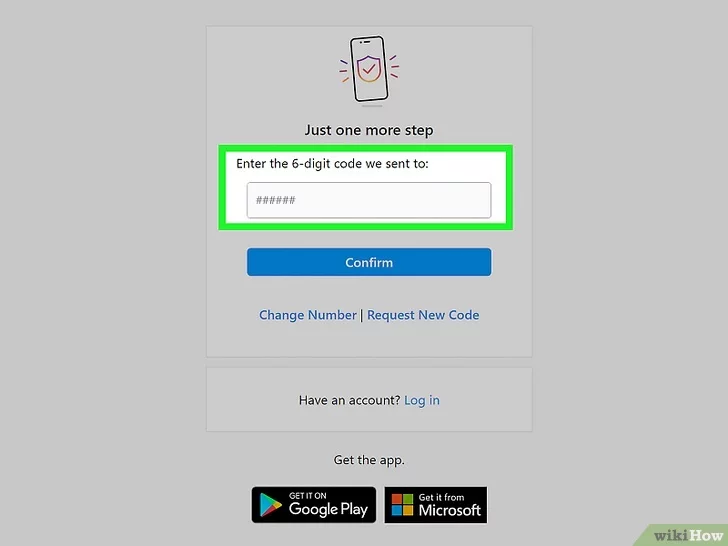 Just one more step
Enter the 6-digit code we sent to:
######
Confirm
Change Number | Request New Code
Have an account? Log in
Get the app.
GET IT ON
Google Play
Get it from
Microsoft
wikiHow